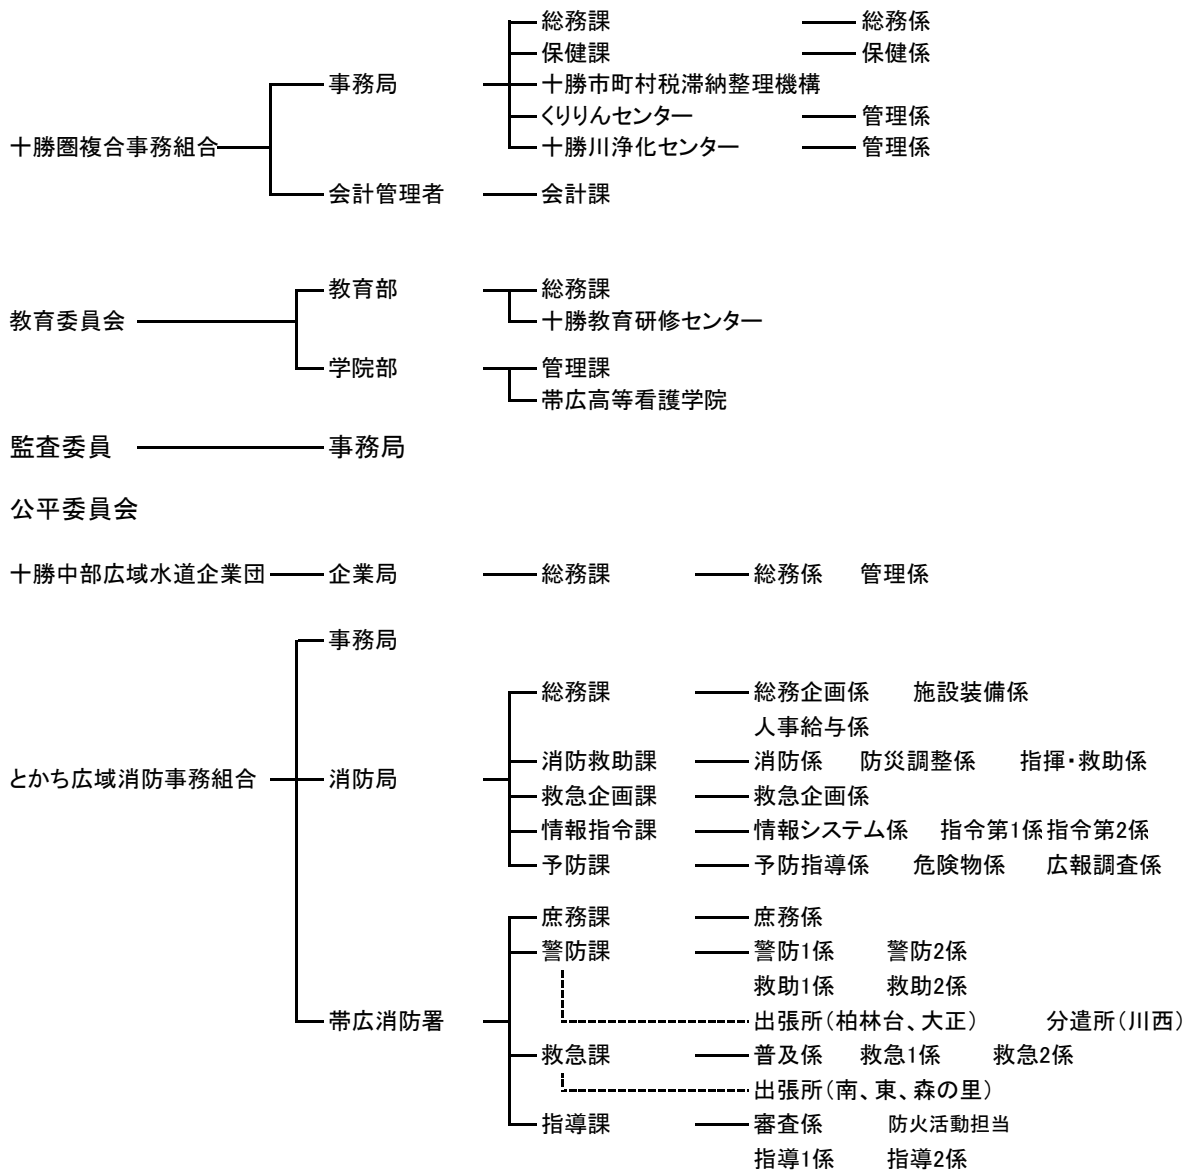 総務課 総務係
保健課 保健係
事務局 十勝市町村税滞納整理機構
くりりんセンター 管理係
十勝圏複合事務組合 十勝川浄化センター 管理係
会計管理者 会計課
教育部 総務課
教育委員会 十勝教育研修センター
学院部 管理課
帯広高等看護学院
監査委員 事務局
公平委員会
十勝中部広域水道企業団 企業局 総務課 総務係 管理係
事務局
総務課 総務企画係 施設装備係
人事給与係
消防救助課 消防係 防災調整係 指揮・救助係
とかち広域消防事務組合 消防局
救急企画課 救急企画係
情報指令課 情報システム係 指令第1係 指令第2係
予防課 予防指導係 危険物係 広報調査係
庶務課 庶務係
警防課 警防1係 警防2係
救助1係 救助2係
帯広消防署 出張所(柏林台、大正) 分遣所(川西)
救急課 普及係 救急1係 救急2係
出張所(南、東、森の里)
指導課 審査係 防火活動担当
指導1係 指導2係